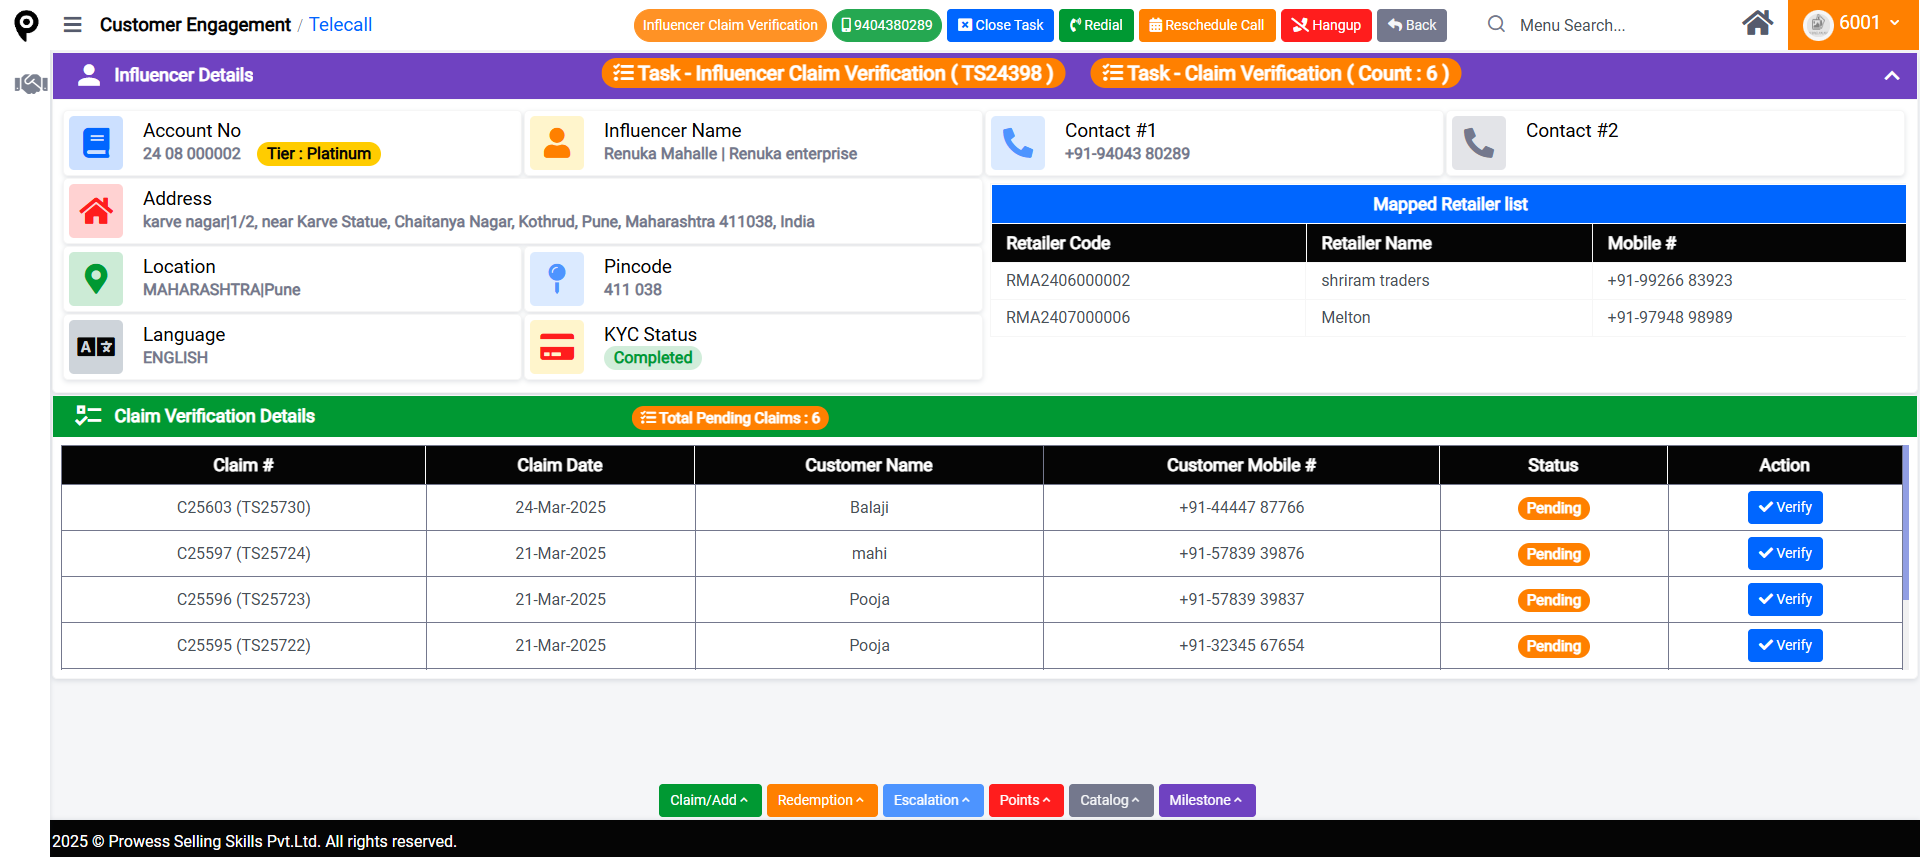 Customer Engagement / Telecall
Influencer Claim Verification
9404380289
Close Task
Redial
Reschedule Call
Hangup
Back
Menu Search...
6001
Influencer Details
Task - Influencer Claim Verification ( TS24398 )
Task - Claim Verification ( Count : 6 )
Account No
24 08 000002
Tier : Platinum
Influencer Name
Renuka Mahalle | Renuka enterprise
Contact #1
+91-94043 80289
Contact #2
Address
karve nagar|1/2, near Karve Statue, Chaitanya Nagar, Kothrud, Pune, Maharashtra 411038, India
Location
MAHARASHTRA|Pune
Pincode
411 038
Language
ENGLISH
KYC Status
Completed
Mapped Retailer list
Retailer Code Retailer Name Mobile #
RMA2406000002 shriram traders +91-99266 83923
RMA2407000006 Melton +91-97948 98989
Claim Verification Details
Total Pending Claims : 6
Claim # Claim Date Customer Name Customer Mobile # Status Action
C25603 (TS25730) 24-Mar-2025 Balaji +91-44447 87766 Pending Verify
C25597 (TS25724) 21-Mar-2025 mahi +91-57839 39876 Pending Verify
C25596 (TS25723) 21-Mar-2025 Pooja +91-57839 39837 Pending Verify
C25595 (TS25722) 21-Mar-2025 Pooja +91-32345 67654 Pending Verify
Claim/Add
Redemption
Escalation
Points
Catalog
Milestone
2025 © Prowess Selling Skills Pvt.Ltd. All rights reserved.